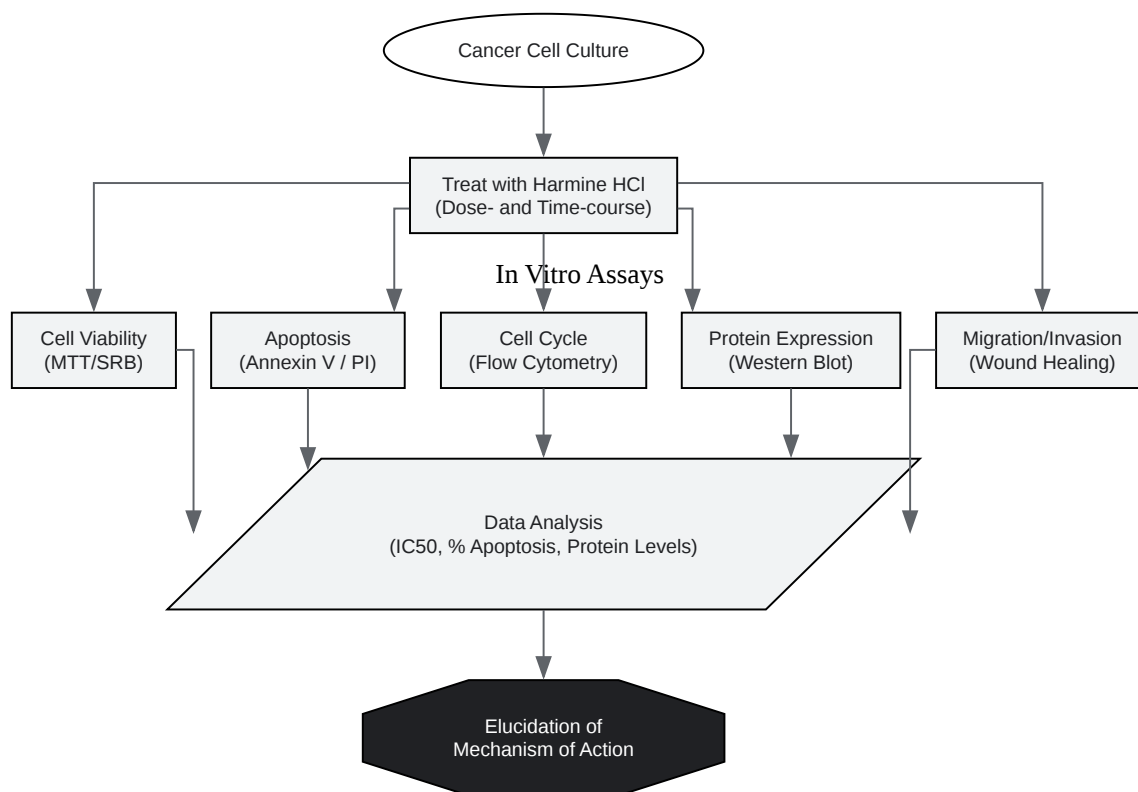 Cancer Cell Culture
Treat with Harmine HCl
(Dose- and Time-course)
In Vitro Assays
Cell Viability
(MTT/SRB)
Apoptosis
(Annexin V / PI)
Cell Cycle
(Flow Cytometry)
Protein Expression
(Western Blot)
Migration/Invasion
(Wound Healing)
Data Analysis
(IC50, % Apoptosis, Protein Levels)
Elucidation of
Mechanism of Action